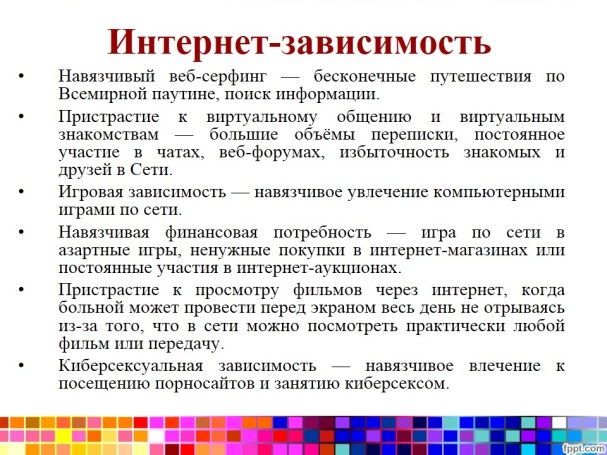 Интернет-зависимость
• Навязчивый веб-серфинг — бесконечные путешествия по
Всемирной паутине, поиск информации.
• Пристрастие к виртуальному общению и виртуальным
знакомствам — большие объёмы переписки, постоянное
участие в чатах, веб-форумах, избыточность знакомых и
друзей в Сети.
• Игровая зависимость — навязчивое увлечение компьютерными
играми по сети.
• Навязчивая финансовая потребность — игра по сети в
азартные игры, ненужные покупки в интернет-магазинах или
постоянные участия в интернет-аукционах.
• Пристрастие к просмотру фильмов через интернет, когда
больной может провести перед экраном весь день не отрываясь
из-за того, что в сети можно посмотреть практически любой
фильм или передачу.
• Киберсексуальная зависимость — навязчивое влечение к
посещению порносайтов и занятию киберсексом.
fppt.com